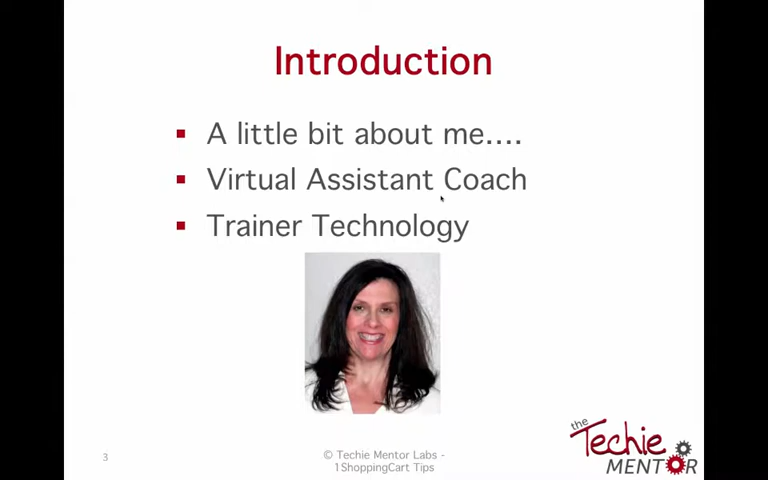 Introduction
A little bit about me....
Virtual Assistant Coach
Trainer Technology
3
© Techie Mentor Labs -
1ShoppingCart Tips
the
Techie
MENTOR